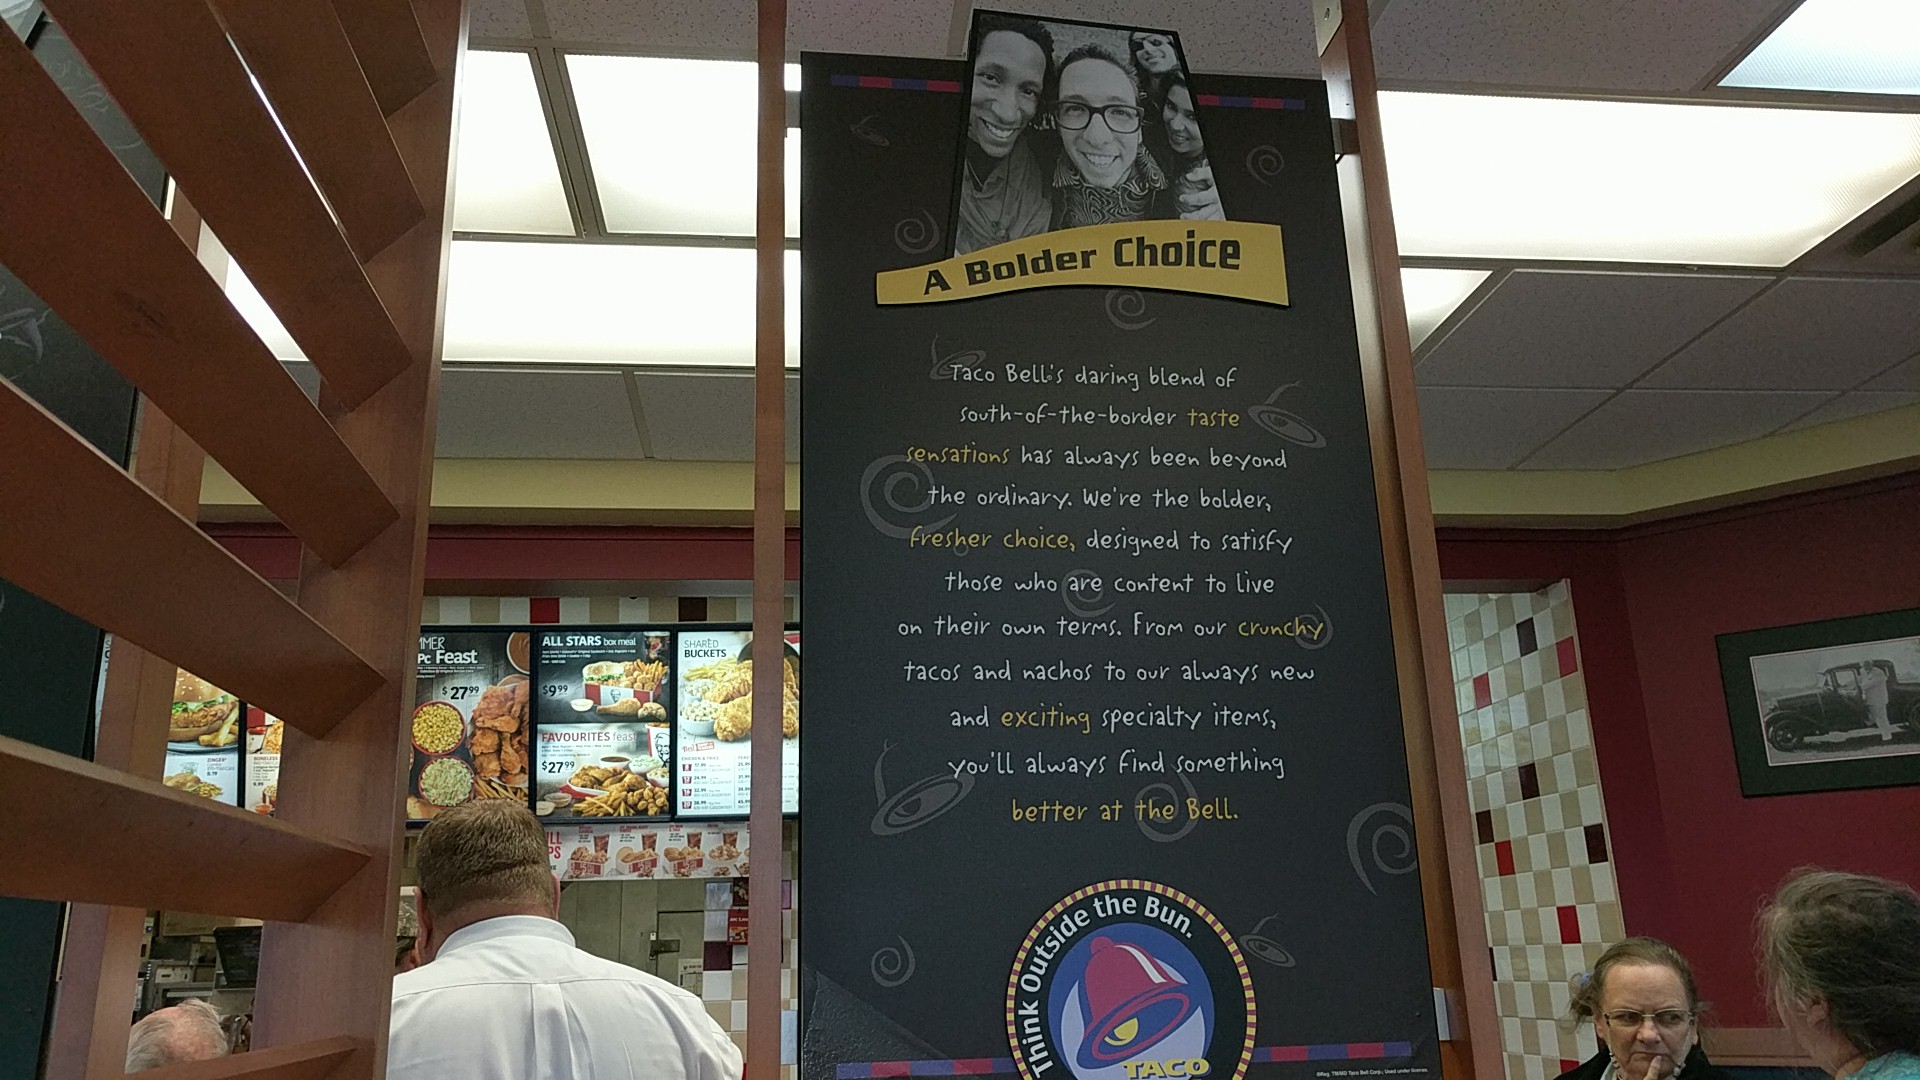 A Bolder Choice
Taco Bell's daring blend of
south-of-the-border taste
sensations has always been beyond
the ordinary. We're the bolder,
fresher choice, designed to satisfy
those who are content to live
on their own terms. From our crunchy
tacos and nachos to our always new
and exciting specialty items,
you'll always find something
better at the Bell.
Think Outside the Bun.
TACO
MMER
Pc Feast
$27.99
ALL STARS box meal
$9.99
FAVOURITES feast
$27.99
SHARED
BUCKETS